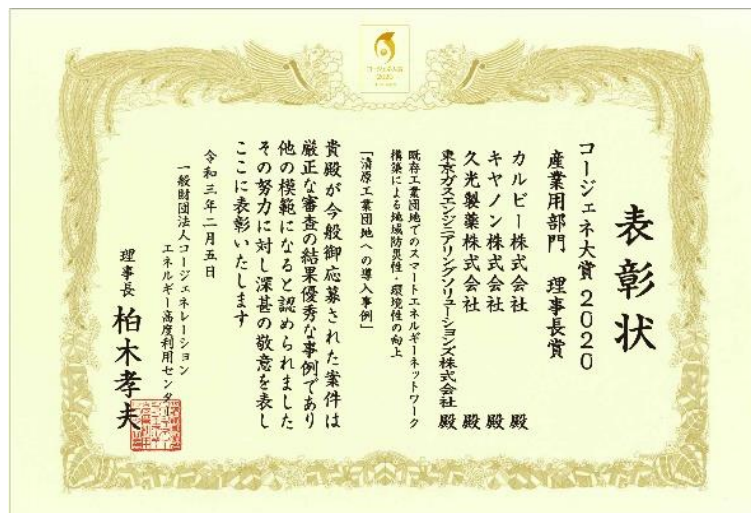 コージェネ大賞
2020
表彰状
コージェネ大賞2020
産業用部門 理事長賞
カルビー株式会社 殿
キヤノン株式会社 殿
久光製薬株式会社 殿
東京ガスエンジニアリングソリューションズ株式会社 殿
既存工業団地でのスマートエネルギーネットワーク
構築による地域防災性・環境性の向上
「清原工業団地への導入事例」
貴殿が今般御応募された案件は
厳正な審査の結果優秀な事例であり
他の模範になると認められました
その努力に対し深甚の敬意を表し
ここに表彰いたします
令和三年二月五日
一般財団法人コージェネレーション
エネルギー高度利用センター
理事長 柏木孝夫